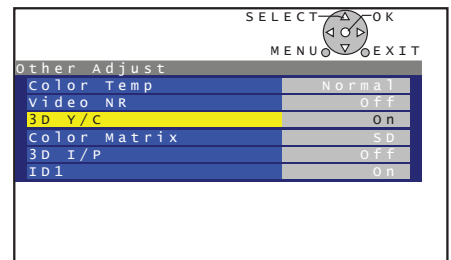 SELECT OK
MENU EXIT
Other Adjust
Color Temp Normal
Video NR Off
3D Y/C On
Color Matrix SD
3D I/P Off
ID1 On